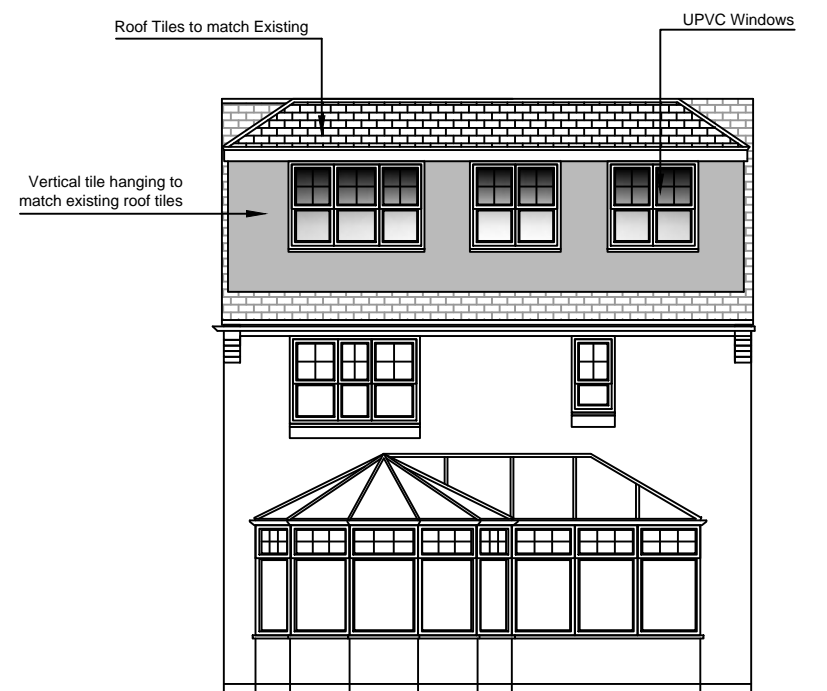 Roof Tiles to match Existing
UPVC Windows
Vertical tile hanging to
match existing roof tiles